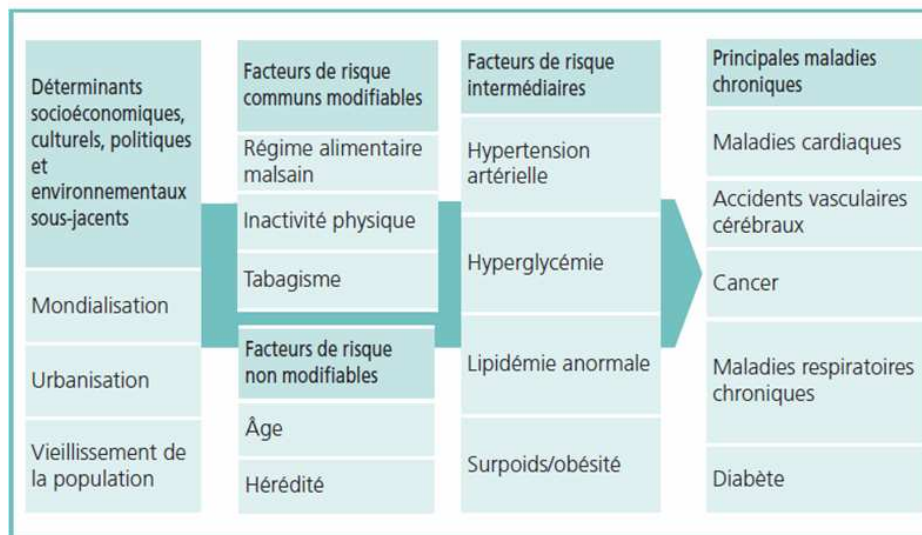 Déterminants
socioéconomiques,
culturels, politiques
et
environnementaux
sous-jacents
Mondialisation
Urbanisation
Vieillissement de
la population
Facteurs de risque
communs modifiables
Régime alimentaire
malsain
Inactivité physique
Tabagisme
Facteurs de risque
non modifiables
Âge
Hérédité
Facteurs de risque
intermédiaires
Hypertension
artérielle
Hyperglycémie
Lipidémie anormale
Surpoids/obésité
Principales maladies
chroniques
Maladies cardiaques
Accidents vasculaires
cérébraux
Cancer
Maladies respiratoires
chroniques
Diabète